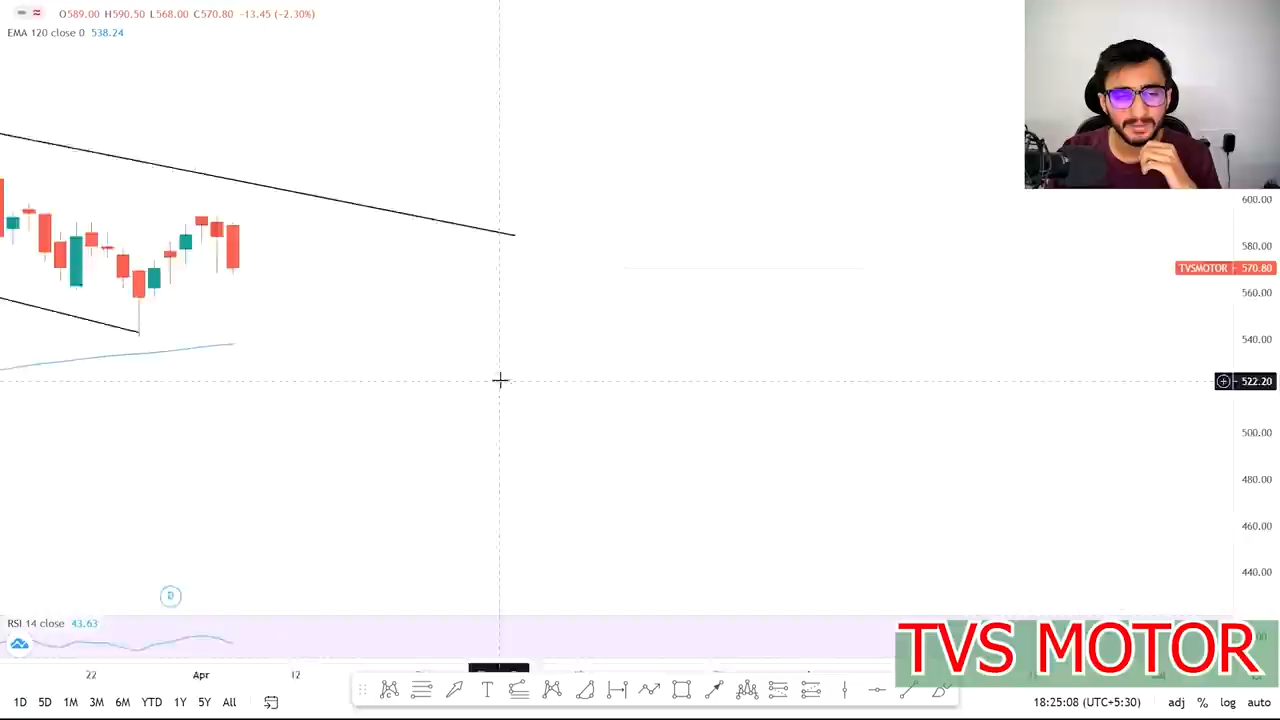 O589.00 H590.50 L568.00 C570.80 -13.45 (-2.30%)
EMA 120 close 0 538.24
600.00
580.00
TVSMOTOR 570.80
560.00
540.00
522.20
500.00
480.00
460.00
440.00
D
RSI 14 close 43.63
TVS MOTOR
22 Apr 12
1D 5D 1M 3M 6M YTD 1Y 5Y All
T
18:25:08 (UTC+5:30) adj % log auto